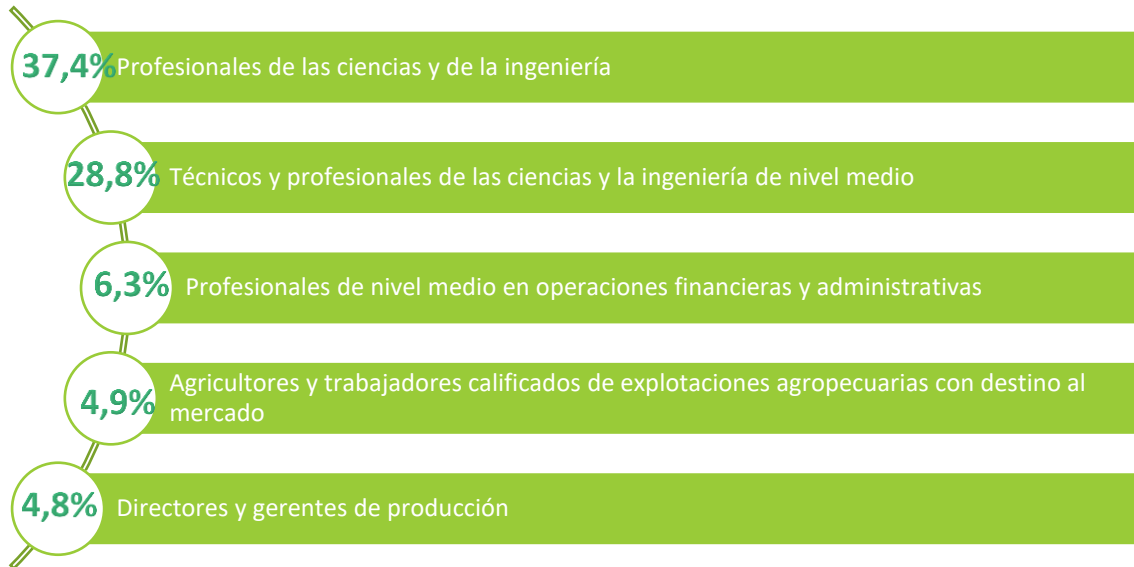 37,4%
Profesionales de las ciencias y de la ingeniería
28,8%
Técnicos y profesionales de las ciencias y la ingeniería de nivel medio
6,3%
Profesionales de nivel medio en operaciones financieras y administrativas
4,9%
Agricultores y trabajadores calificados de explotaciones agropecuarias con destino al
mercado
4,8%
Directores y gerentes de producción